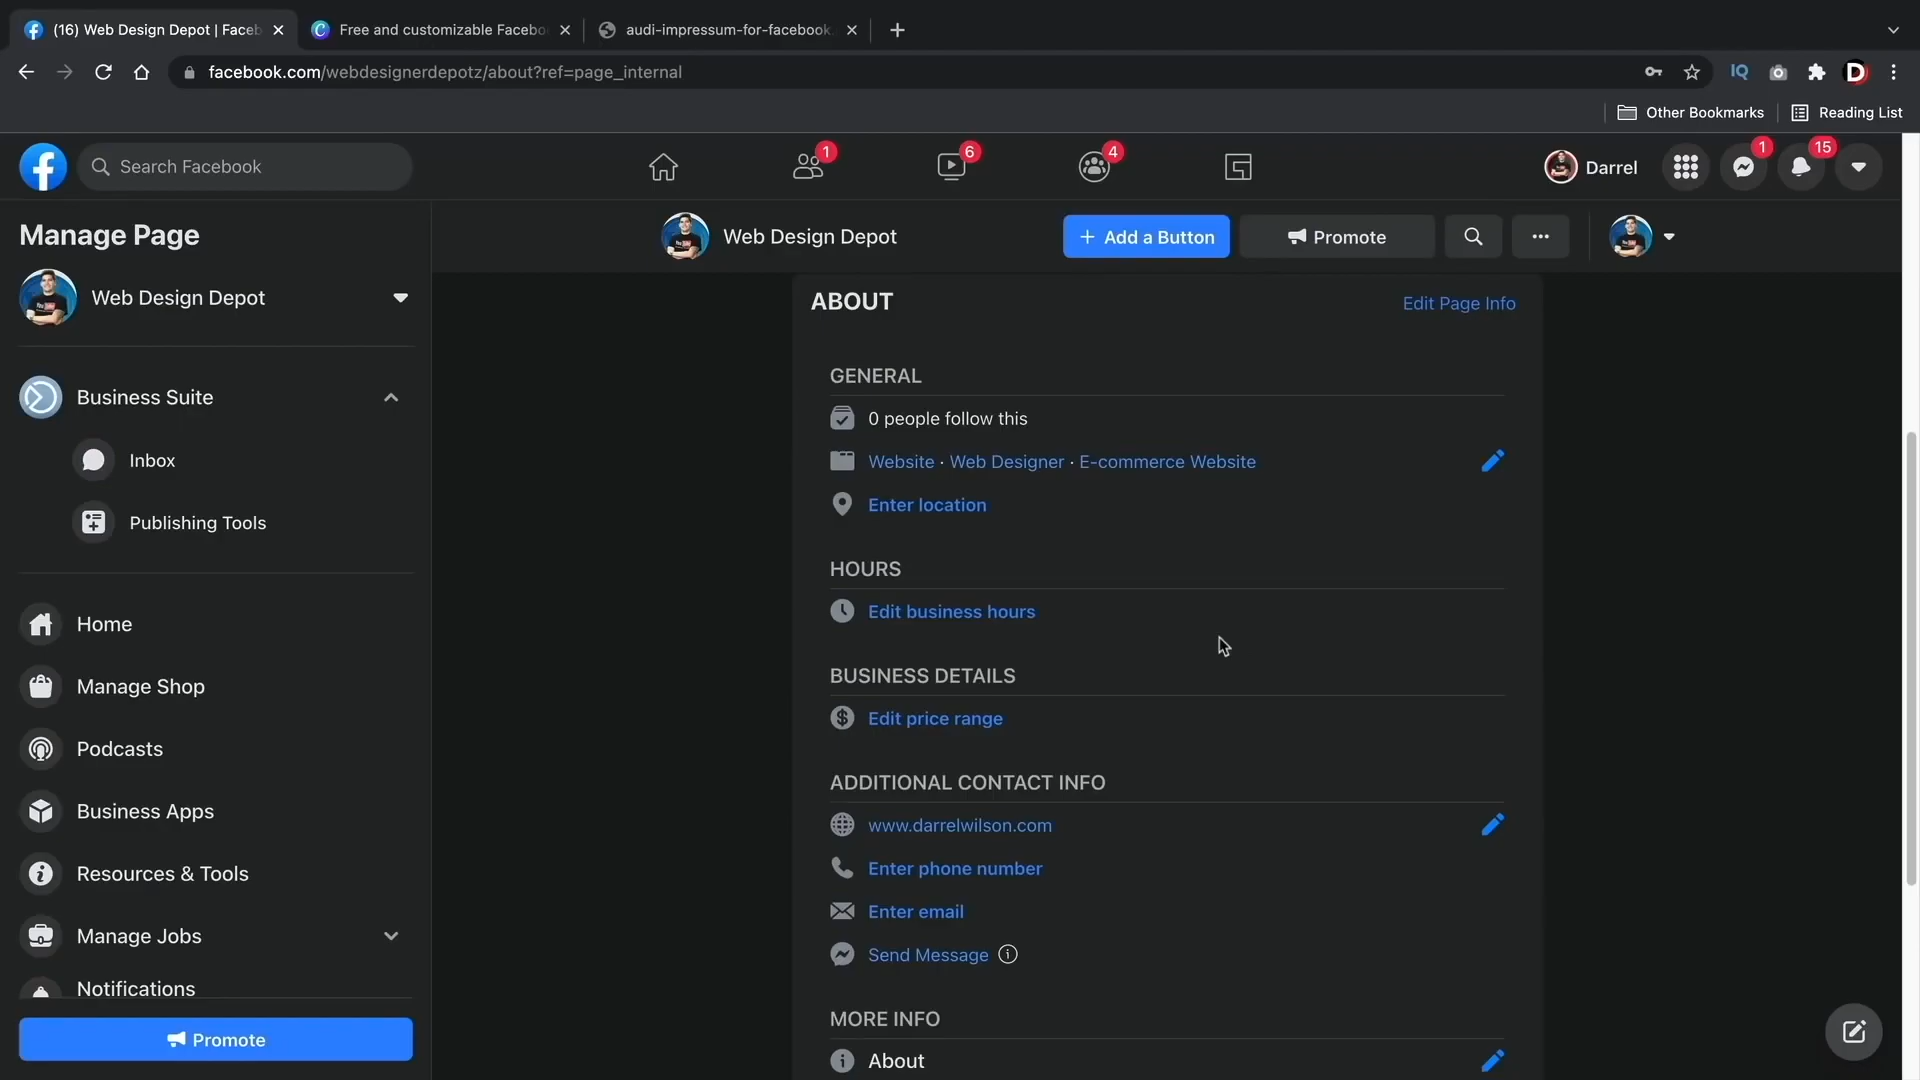 (16) Web Design Depot | Faceb
Free and customizable Facebo
audi-impressum-for-facebook.
facebook.com/webdesignerdepotz/about?ref=page_internal
IQ
D
Other Bookmarks
Reading List
Search Facebook
1
6
4
Darrel
1
15
Manage Page
Web Design Depot
+ Add a Button
Promote
Web Design Depot
Business Suite
Inbox
Publishing Tools
Home
Manage Shop
Podcasts
Business Apps
Resources & Tools
Manage Jobs
Notifications
Promote
ABOUT
Edit Page Info
GENERAL
0 people follow this
Website · Web Designer · E-commerce Website
Enter location
HOURS
Edit business hours
BUSINESS DETAILS
Edit price range
ADDITIONAL CONTACT INFO
www.darrelwilson.com
Enter phone number
Enter email
Send Message
MORE INFO
About